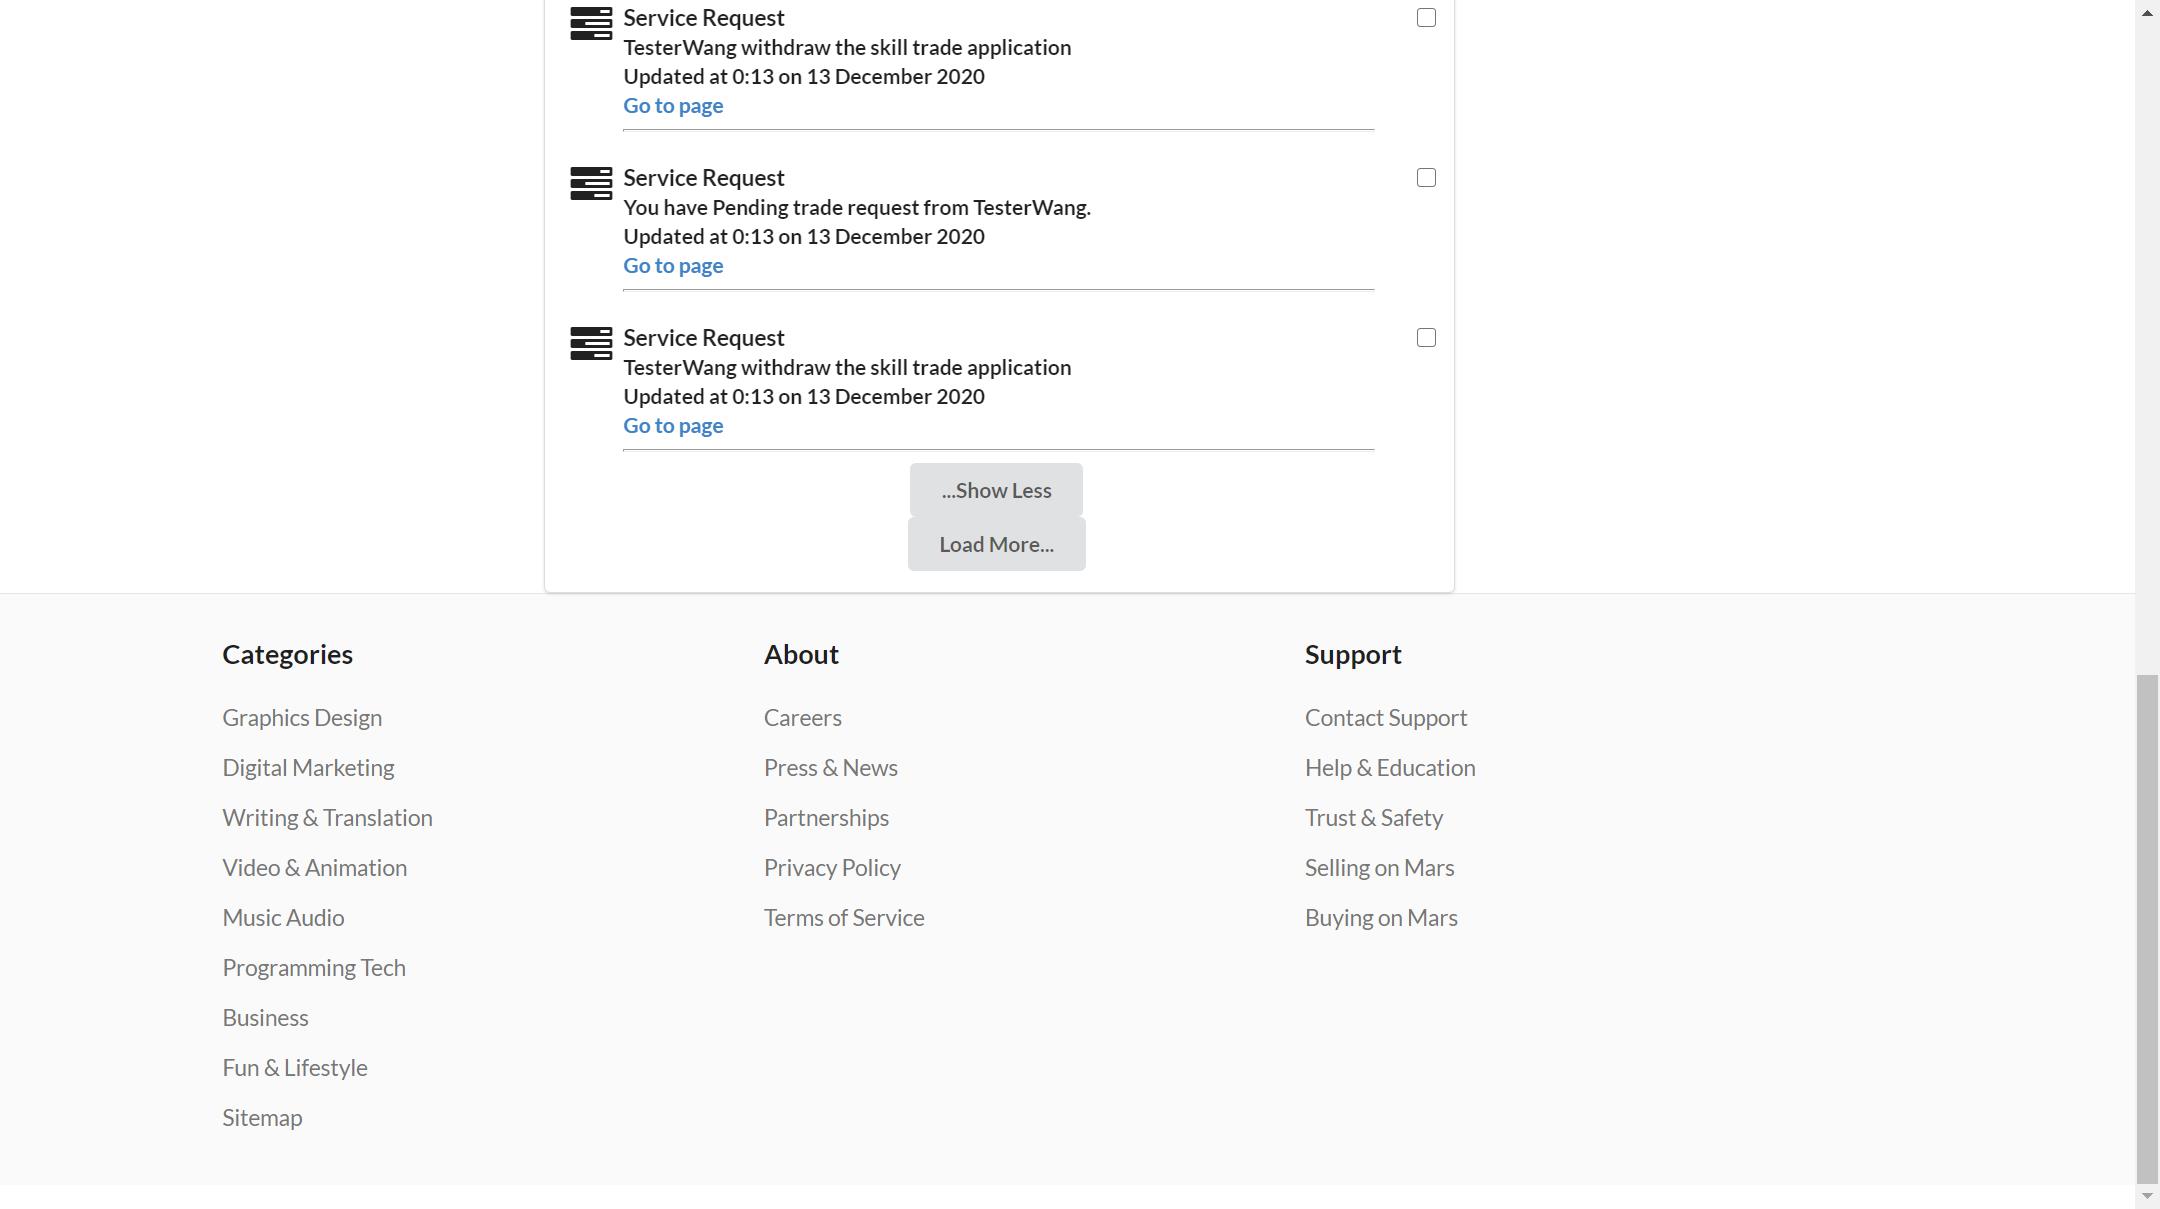 Service Request
TesterWang withdraw the skill trade application
Updated at 0:13 on 13 December 2020
Go to page
Service Request
You have Pending trade request from TesterWang.
Updated at 0:13 on 13 December 2020
Go to page
Service Request
TesterWang withdraw the skill trade application
Updated at 0:13 on 13 December 2020
Go to page
...Show Less
Load More...
Categories
Graphics Design
Digital Marketing
Writing & Translation
Video & Animation
Music Audio
Programming Tech
Business
Fun & Lifestyle
Sitemap
About
Careers
Press & News
Partnerships
Privacy Policy
Terms of Service
Support
Contact Support
Help & Education
Trust & Safety
Selling on Mars
Buying on Mars